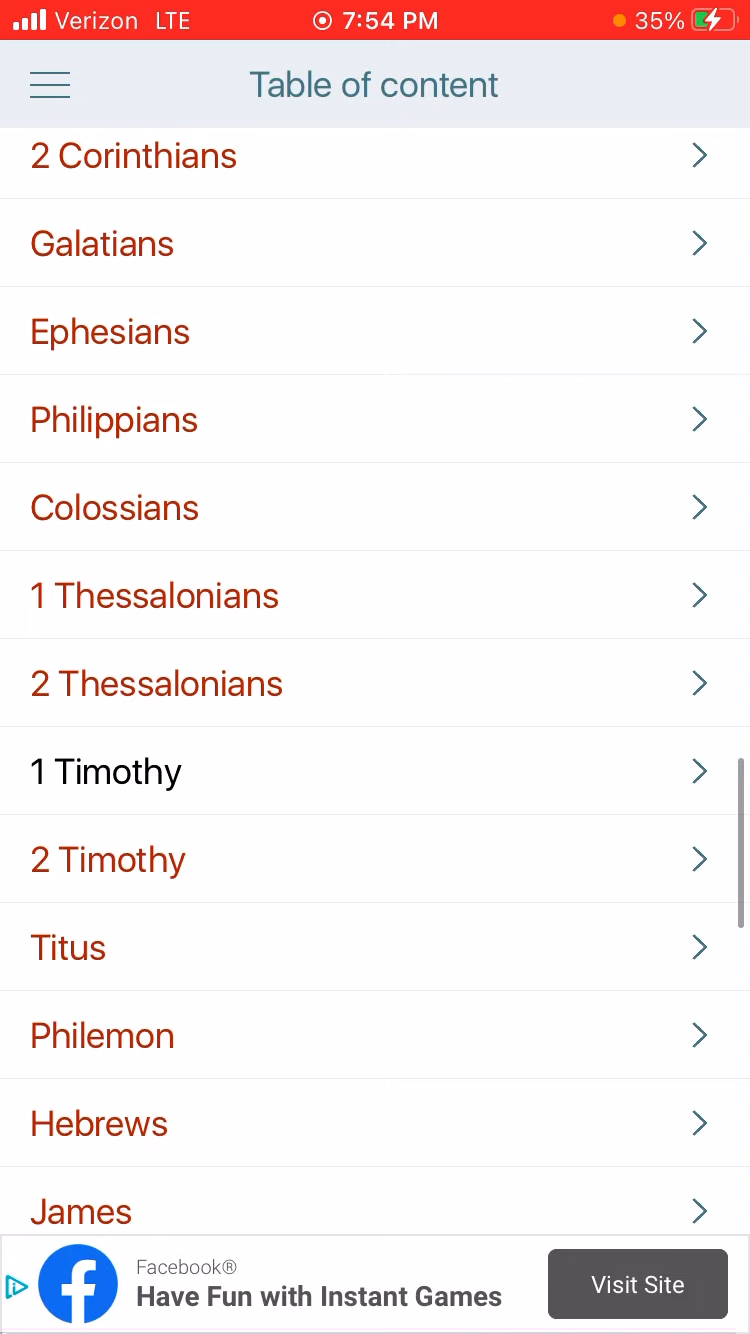 Verizon LTE 7:54 PM 35%
Table of content
2 Corinthians
Galatians
Ephesians
Philippians
Colossians
1 Thessalonians
2 Thessalonians
1 Timothy
2 Timothy
Titus
Philemon
Hebrews
James
Facebook®
Have Fun with Instant Games
Visit Site